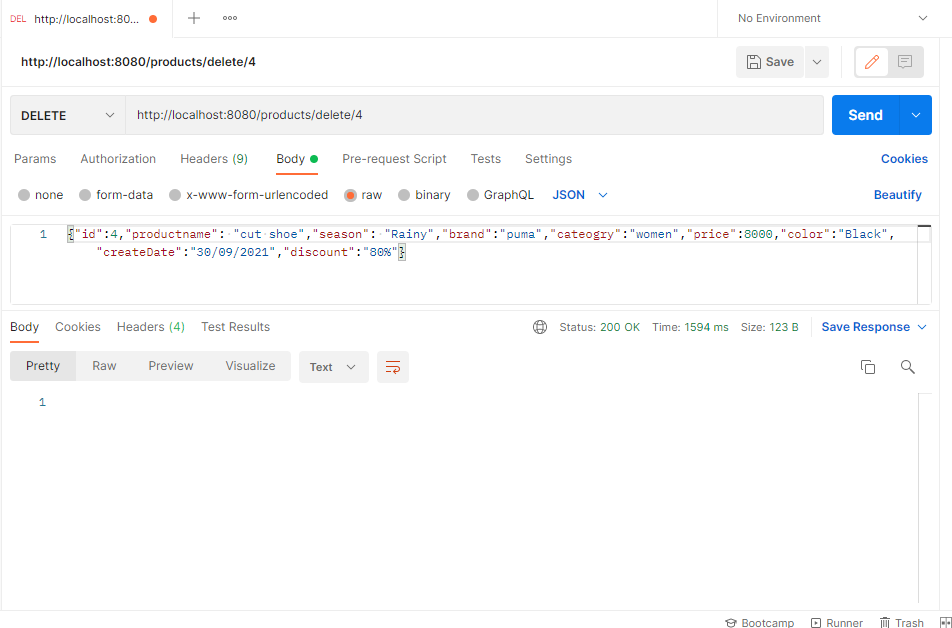 DEL http://localhost:80...
No Environment
http://localhost:8080/products/delete/4
Save
DELETE http://localhost:8080/products/delete/4 Send
Params Authorization Headers (9) Body Pre-request Script Tests Settings Cookies
none form-data x-www-form-urlencoded raw binary GraphQL JSON Beautify
1 {"id":4,"productname": "cut shoe","season": "Rainy","brand":"puma","cateogry":"women","price":8000,"color":"Black",
"createDate":"30/09/2021","discount":"80%"}
Body Cookies Headers (4) Test Results Status: 200 OK Time: 1594 ms Size: 123 B Save Response
Pretty Raw Preview Visualize Text
1
Bootcamp Runner Trash